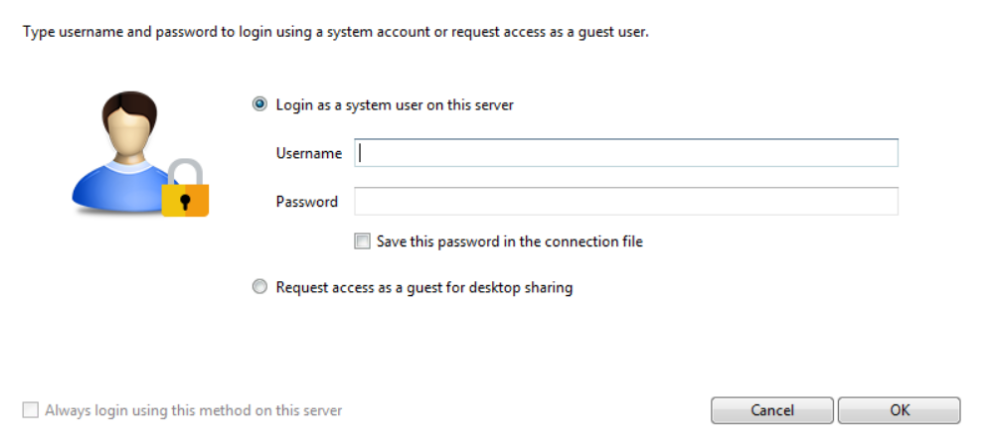 Type username and password to login using a system account or request access as a guest user.
Login as a system user on this server
Username
Password
Save this password in the connection file
Request access as a guest for desktop sharing
Always login using this method on this server
Cancel
OK